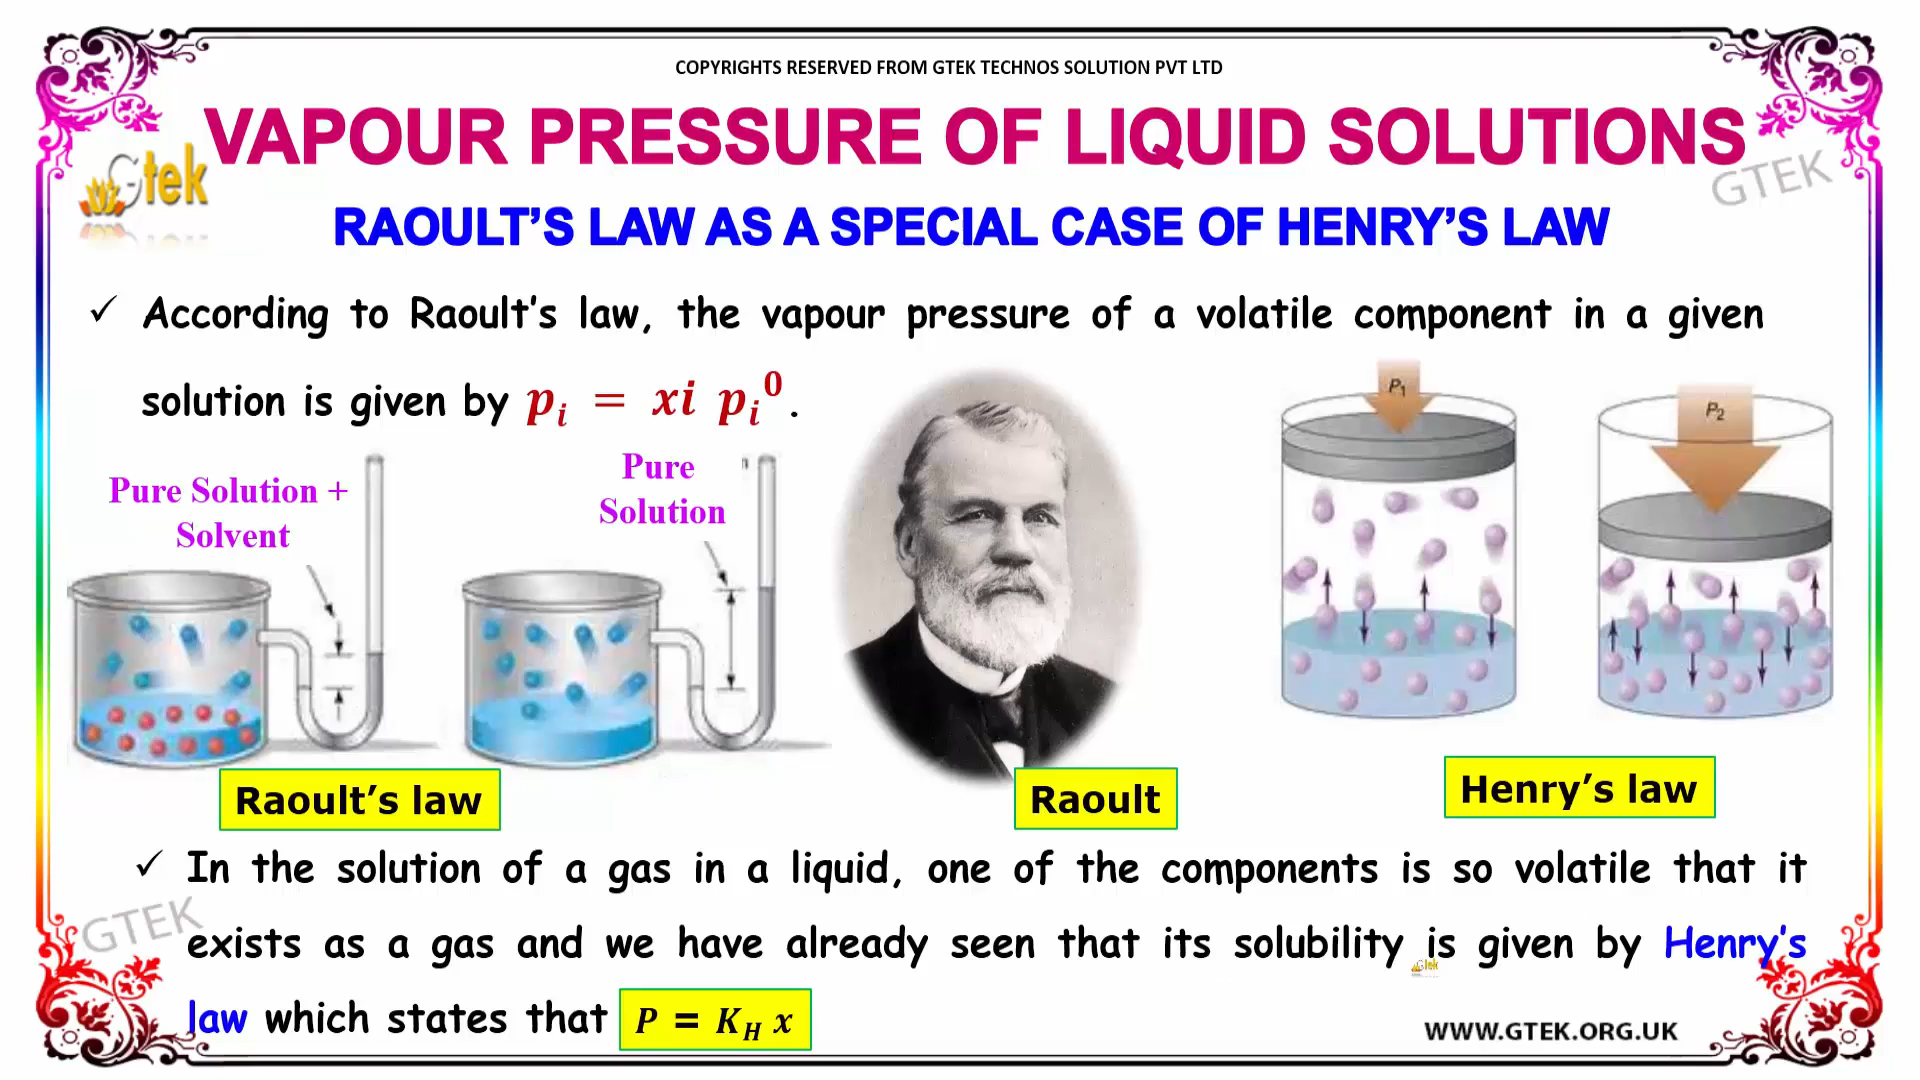 COPYRIGHTS RESERVED FROM GTEK TECHNOS SOLUTION PVT LTD
VAPOUR PRESSURE OF LIQUID SOLUTIONS
Gtek
GTEK
RAOULT’S LAW AS A SPECIAL CASE OF HENRY’S LAW
✓ According to Raoult’s law, the vapour pressure of a volatile component in a given
solution is given by pᵢ = xi pᵢ⁰.
Pure Solution +
Solvent
Pure
Solution
P₁
P₂
Raoult’s law
Raoult
Henry’s law
✓ In the solution of a gas in a liquid, one of the components is so volatile that it
GTEK
exists as a gas and we have already seen that its solubility is given by Henry’s
Gtek
law which states that P = K_H x
WWW.GTEK.ORG.UK